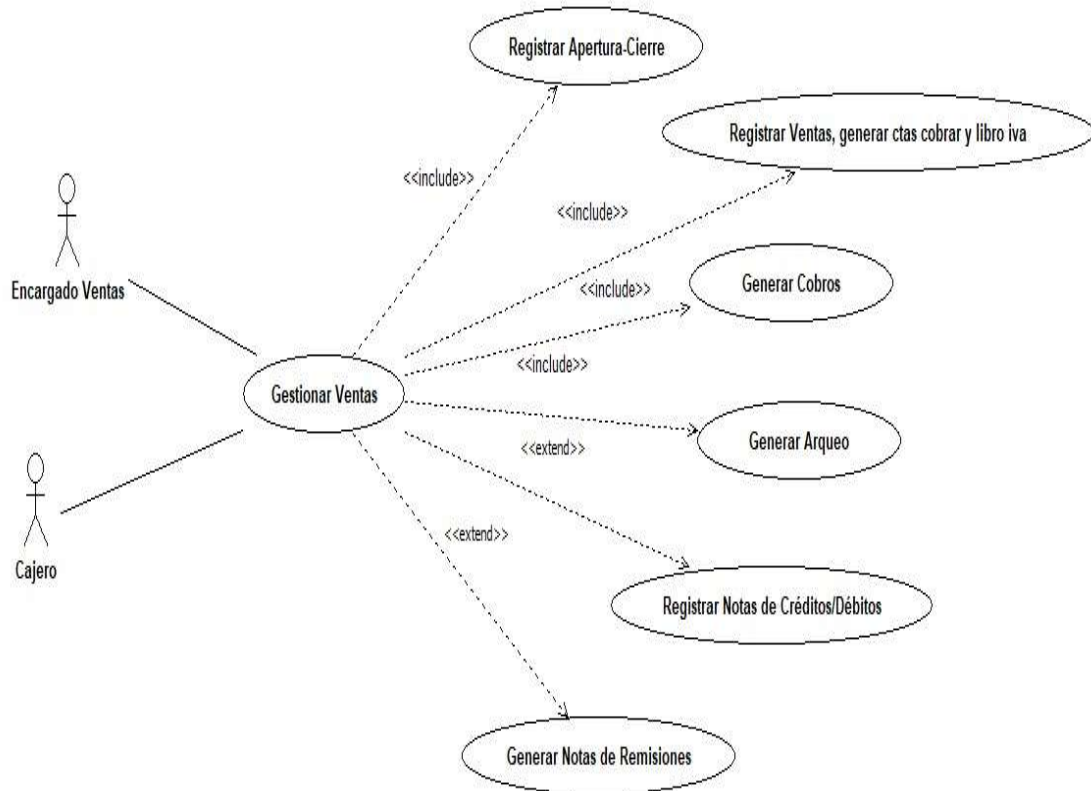 Registrar Apertura-Cierre
Registrar Ventas, generar ctas cobrar y libro iva
<<include>>
<<include>>
Encargado Ventas
<<include>>
Generar Cobros
<<include>>
Gestionar Ventas
Generar Arqueo
<<extend>>
Cajero
<<extend>>
Registrar Notas de Créditos/Débitos
Generar Notas de Remisiones